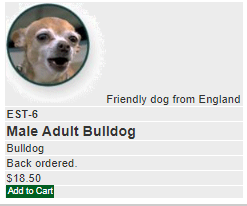 Friendly dog from England
EST-6
Male Adult Bulldog
Bulldog
Back ordered.
$18.50
Add to Cart